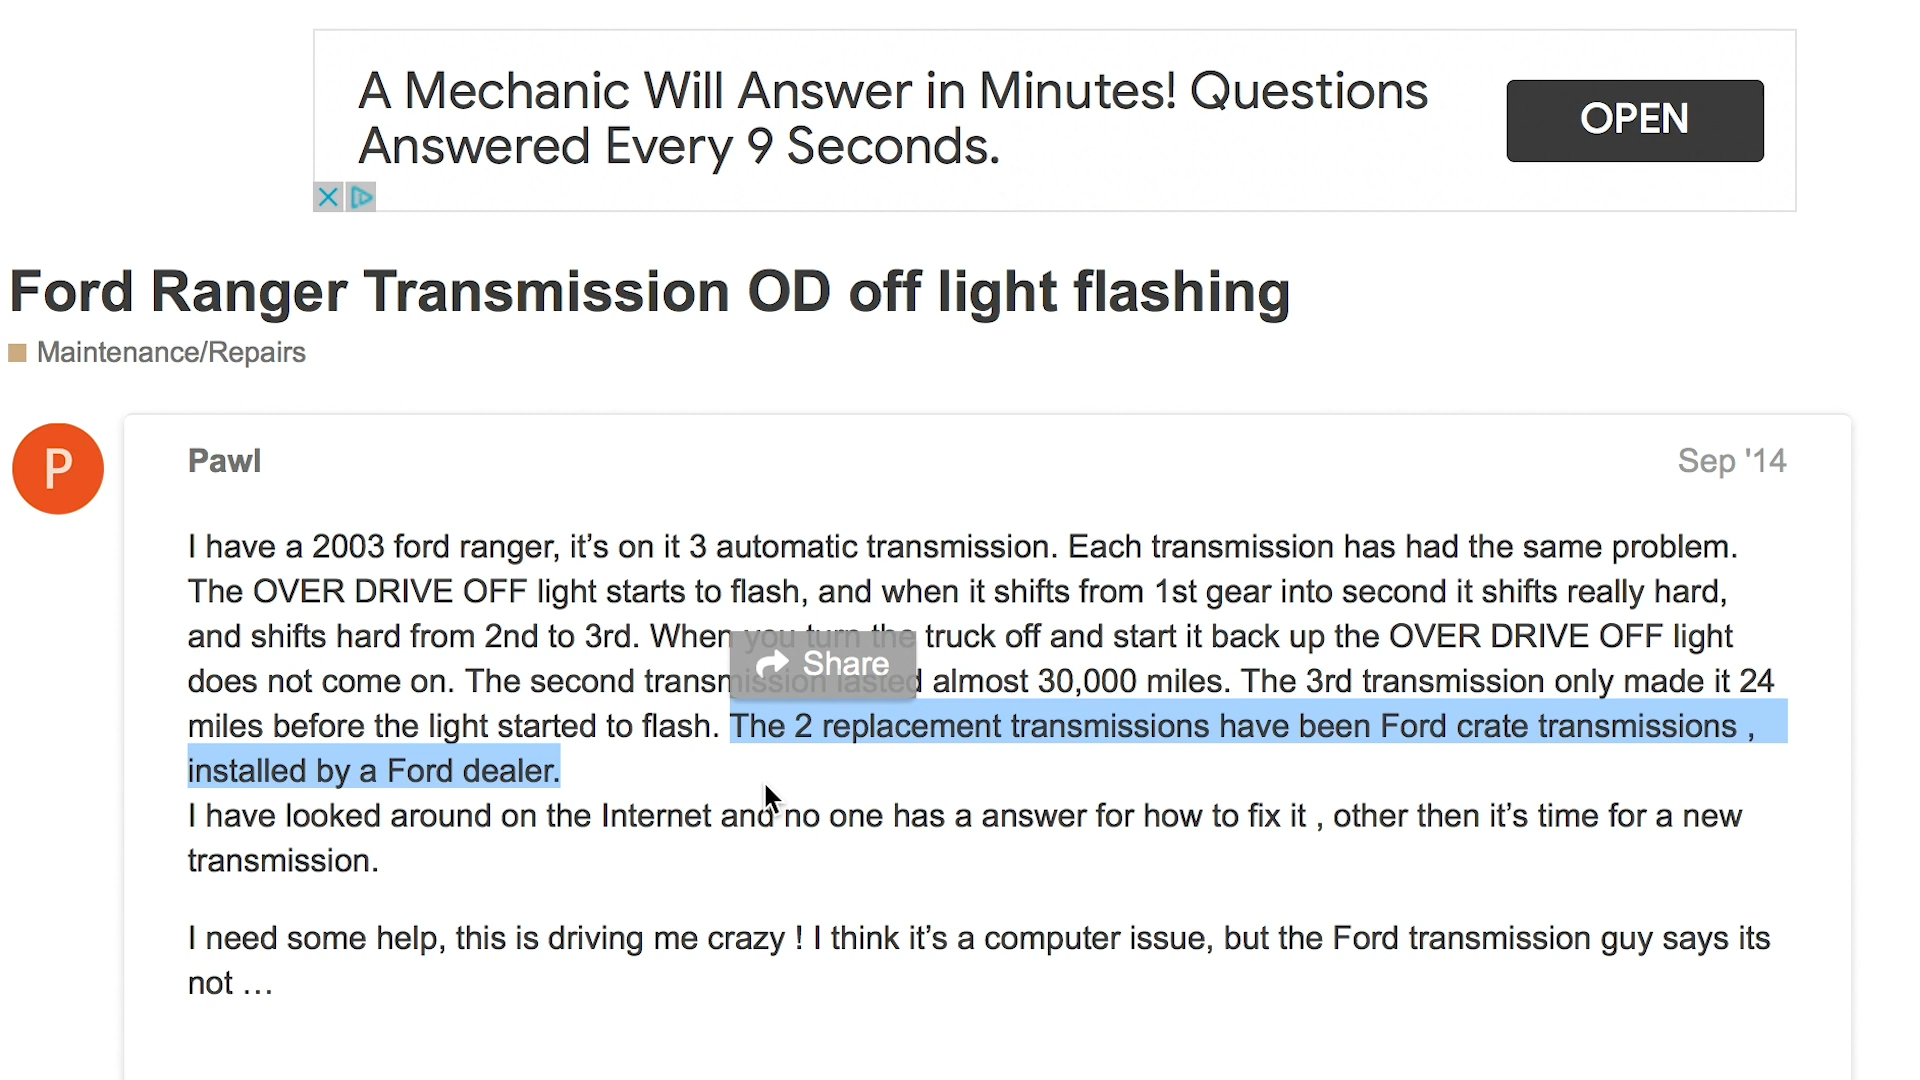 A Mechanic Will Answer in Minutes! Questions
Answered Every 9 Seconds.
OPEN
Ford Ranger Transmission OD off light flashing
Maintenance/Repairs
P
Pawl
Sep '14
I have a 2003 ford ranger, it's on it 3 automatic transmission. Each transmission has had the same problem.
The OVER DRIVE OFF light starts to flash, and when it shifts from 1st gear into second it shifts really hard,
and shifts hard from 2nd to 3rd. When you turn the truck off and start it back up the OVER DRIVE OFF light
Share
does not come on. The second transmission lasted almost 30,000 miles. The 3rd transmission only made it 24
miles before the light started to flash. The 2 replacement transmissions have been Ford crate transmissions ,
installed by a Ford dealer.
I have looked around on the Internet and no one has a answer for how to fix it , other then it's time for a new
transmission.
I need some help, this is driving me crazy ! I think it's a computer issue, but the Ford transmission guy says its
not ...